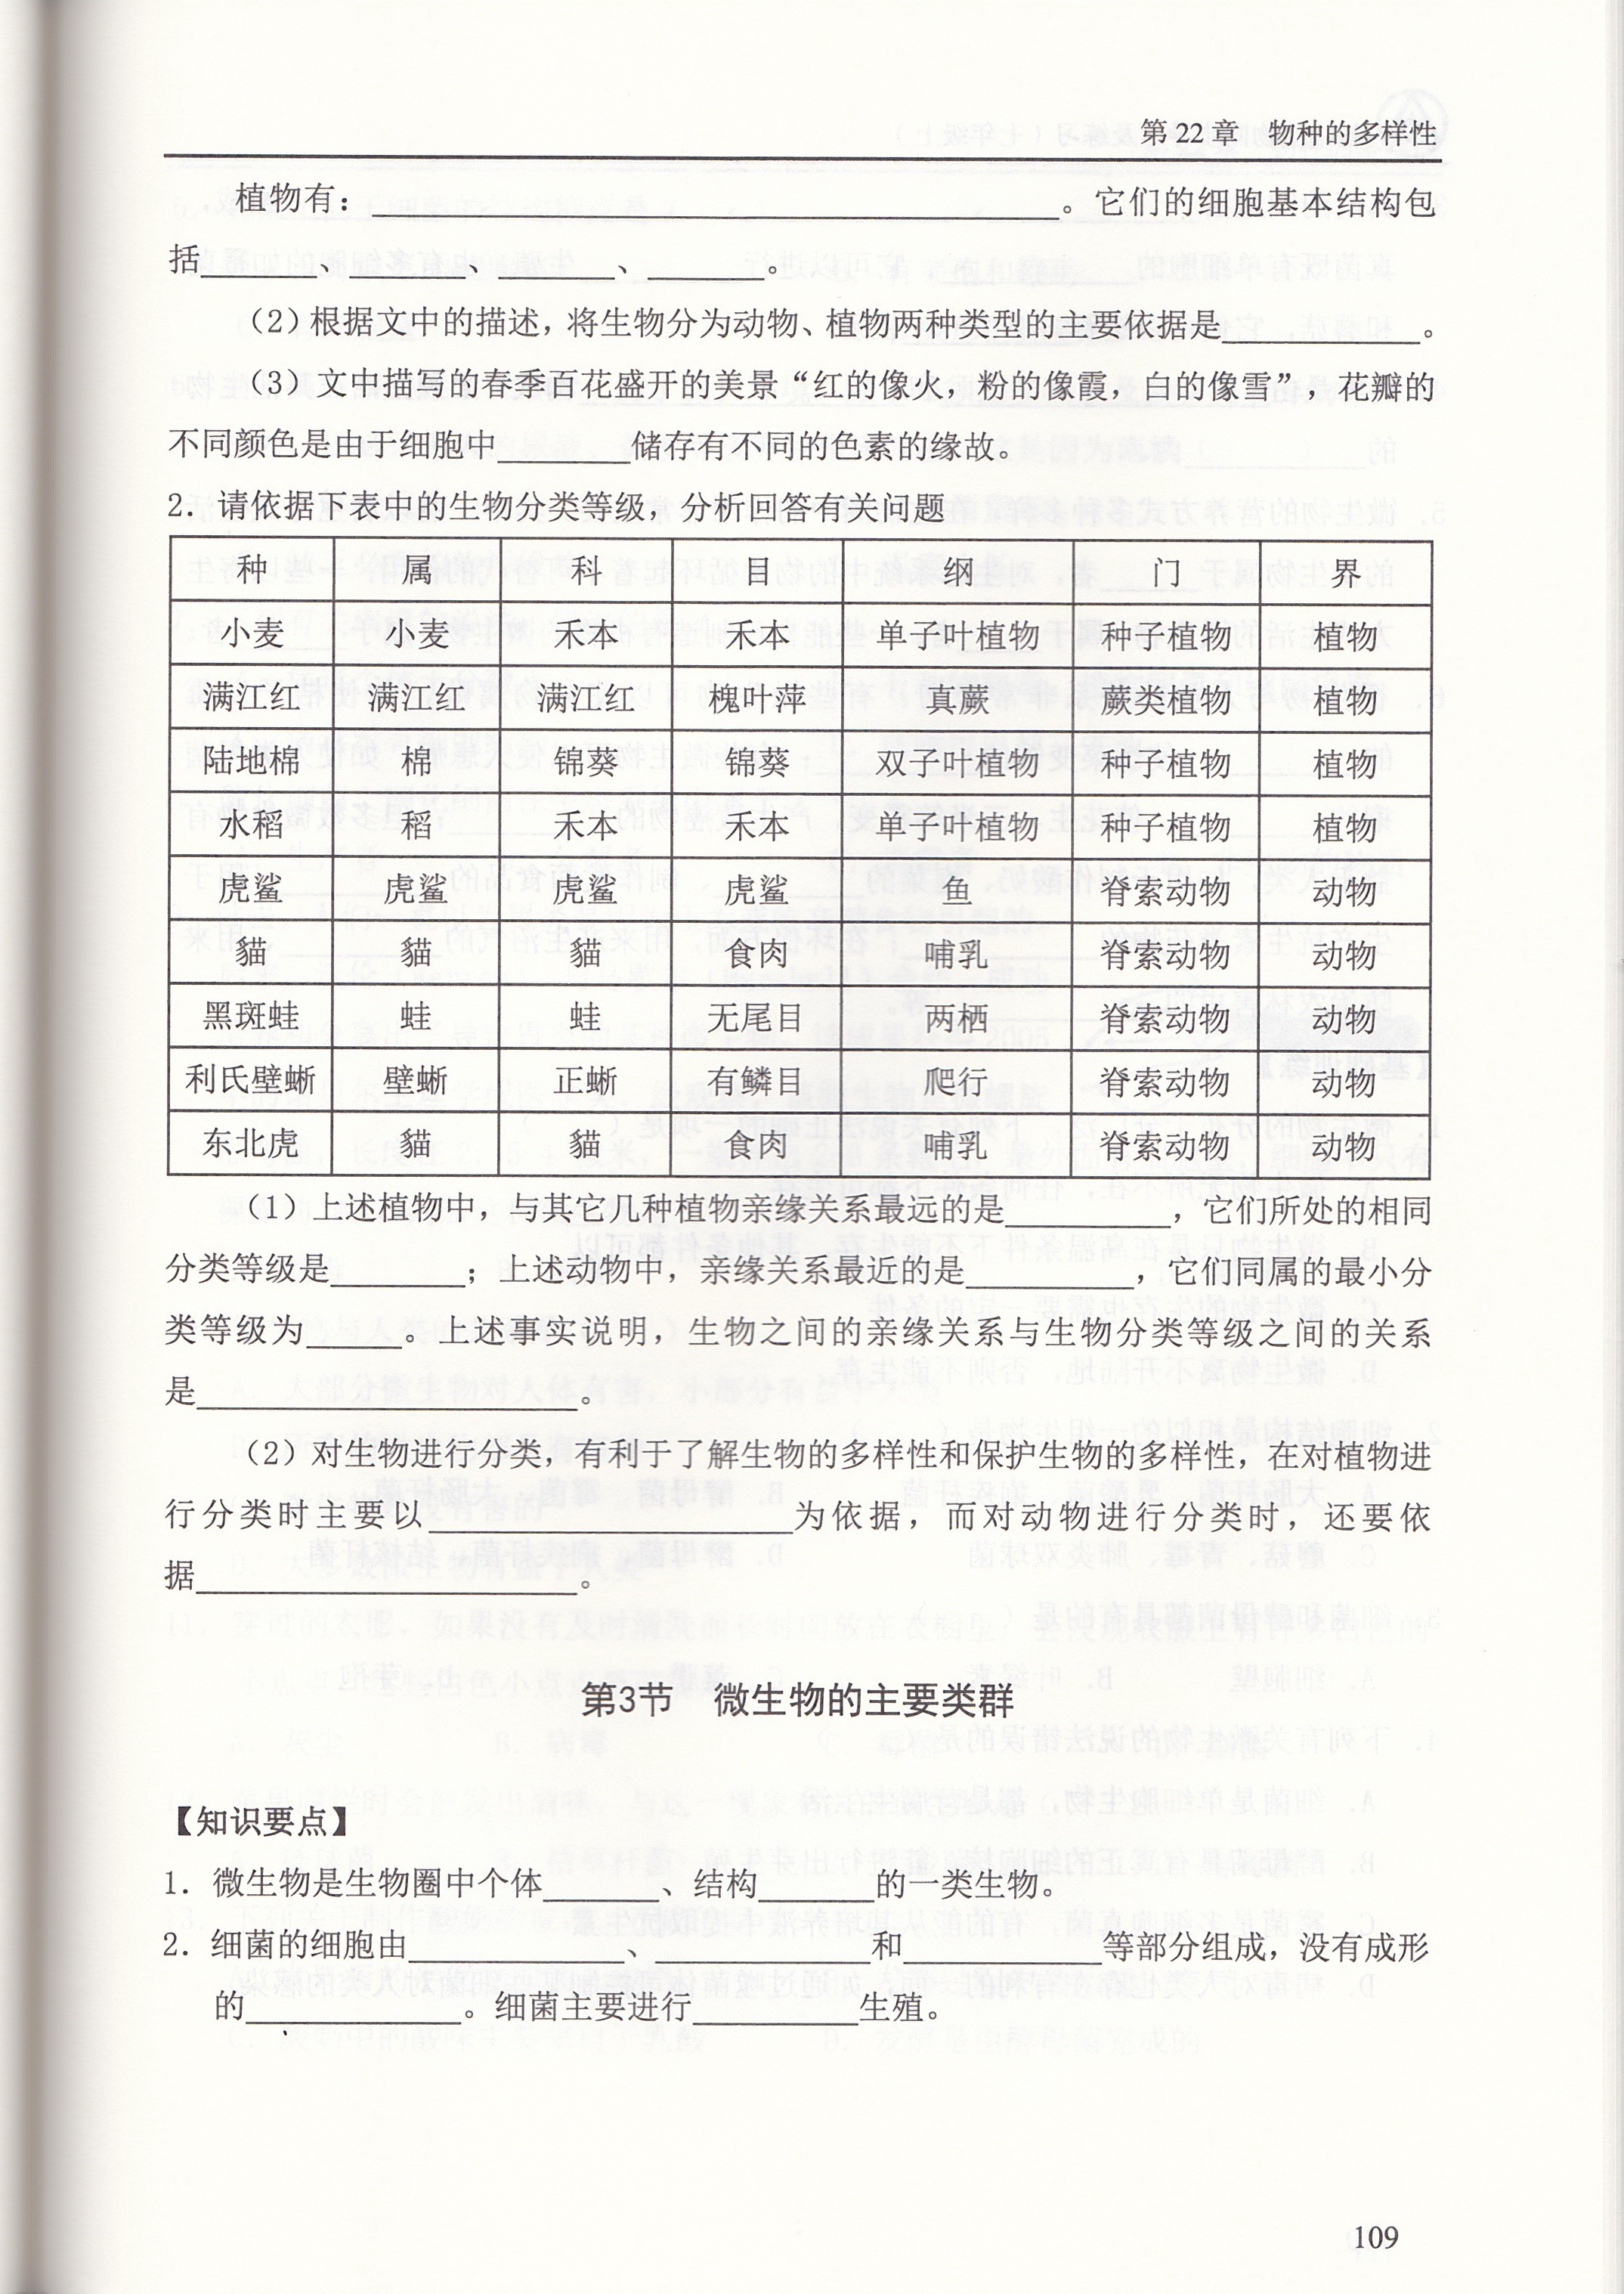 第22章　物种的多样性
植物有：____________________。它们的细胞基本结构包
括______、______、______、______。
（2）根据文中的描述，将生物分为动物、植物两种类型的主要依据是__________。
（3）文中描写的春季百花盛开的美景“红的像火，粉的像霞，白的像雪”，花瓣的
不同颜色是由于细胞中______储存有不同的色素的缘故。
2. 请依据下表中的生物分类等级，分析回答有关问题
种 属 科 目 纲 门 界
小麦 小麦 禾本 禾本 单子叶植物 种子植物 植物
满江红 满江红 满江红 槐叶萍 真蕨 蕨类植物 植物
陆地棉 棉 锦葵 锦葵 双子叶植物 种子植物 植物
水稻 稻 禾本 禾本 单子叶植物 种子植物 植物
虎鲨 虎鲨 虎鲨 虎鲨 鱼 脊索动物 动物
貓 貓 貓 食肉 哺乳 脊索动物 动物
黑斑蛙 蛙 蛙 无尾目 两栖 脊索动物 动物
利氏壁蜥 壁蜥 正蜥 有鳞目 爬行 脊索动物 动物
东北虎 貓 貓 食肉 哺乳 脊索动物 动物
（1）上述植物中，与其它几种植物亲缘关系最远的是________，它们所处的相同
分类等级是______；上述动物中，亲缘关系最近的是________，它们同属的最小分
类等级为_____。上述事实说明，生物之间的亲缘关系与生物分类等级之间的关系
是________________。
（2）对生物进行分类，有利于了解生物的多样性和保护生物的多样性，在对植物进
行分类时主要以________________为依据，而对动物进行分类时，还要依
据________________。
第3节　微生物的主要类群
【知识要点】
1. 微生物是生物圈中个体______、结构______的一类生物。
2. 细菌的细胞由__________、__________和__________等部分组成，没有成形
的__________。细菌主要进行________生殖。
109